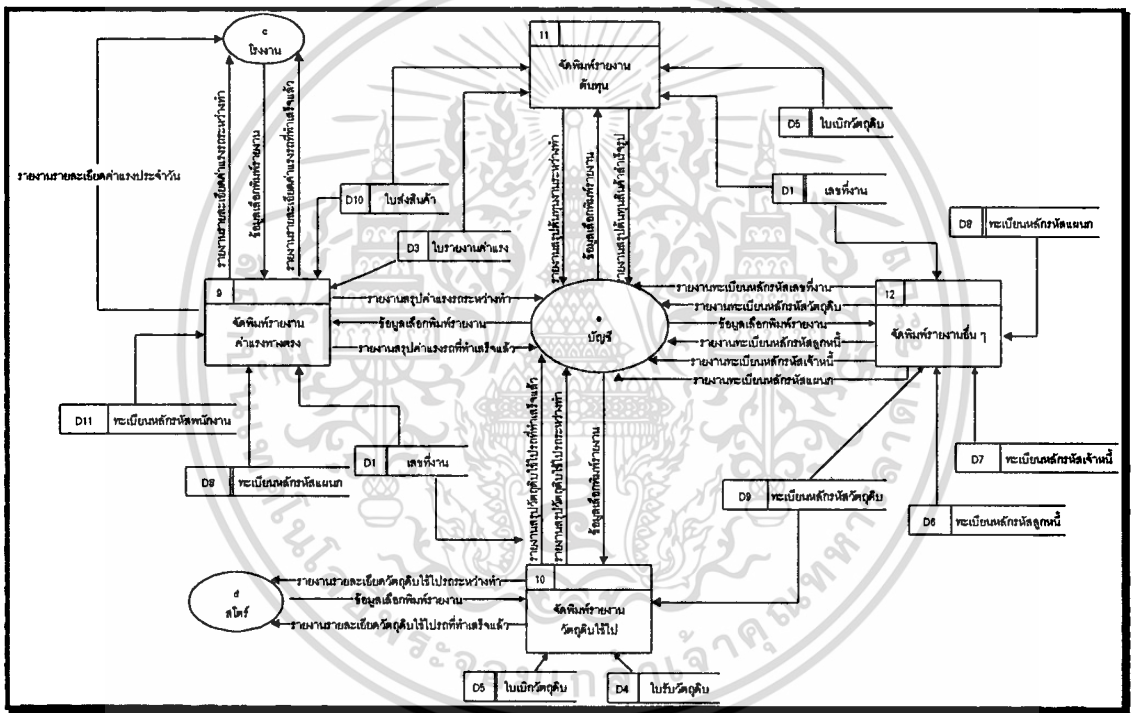 c
โรงงาน
11
จัดพิมพ์รายงาน
ต้นทุน
D5 ใบเบิกวัตถุดิบ
รายงานรายละเอียดค่าแรงประจำวัน
รายงานรายละเอียดค่าแรงรถระหว่างทำ
ข้อมูลเลือกพิมพ์รายงาน
รายงานรายละเอียดค่าแรงรถที่ทำเสร็จแล้ว
D10 ใบส่งสินค้า
D3 ใบรายงานค่าแรง
รายงานสรุปต้นทุนงานระหว่างทำ
ข้อมูลเลือกพิมพ์รายงาน
รายงานสรุปต้นทุนสินค้าสำเร็จรูป
D1 เลขที่งาน
D8 ทะเบียนหลักรหัสแผนก
9
จัดพิมพ์รายงาน
ค่าแรงทางตรง
รายงานสรุปค่าแรงรถระหว่างทำ
ข้อมูลเลือกพิมพ์รายงาน
รายงานสรุปค่าแรงรถที่ทำเสร็จแล้ว
e
บัญชี
รายงานทะเบียนหลักรหัสเลขที่งาน
รายงานทะเบียนหลักรหัสวัตถุดิบ
ข้อมูลเลือกพิมพ์รายงาน
รายงานทะเบียนหลักรหัสลูกหนี้
รายงานทะเบียนหลักรหัสเจ้าหนี้
รายงานทะเบียนหลักรหัสแผนก
12
จัดพิมพ์รายงานอื่น ๆ
D11 ทะเบียนหลักรหัสพนักงาน
D8 ทะเบียนหลักรหัสแผนก
D1 เลขที่งาน
รายงานสรุปวัตถุดิบใช้ไปรถที่ทำเสร็จแล้ว
รายงานสรุปวัตถุดิบใช้ไปรถระหว่างทำ
ข้อมูลเลือกพิมพ์รายงาน
D9 ทะเบียนหลักรหัสวัตถุดิบ
D7 ทะเบียนหลักรหัสเจ้าหนี้
D6 ทะเบียนหลักรหัสลูกหนี้
d
สโตร์
รายงานรายละเอียดวัตถุดิบใช้ไปรถระหว่างทำ
ข้อมูลเลือกพิมพ์รายงาน
รายงานรายละเอียดวัตถุดิบใช้ไปรถที่ทำเสร็จแล้ว
10
จัดพิมพ์รายงาน
วัตถุดิบใช้ไป
D5 ใบเบิกวัตถุดิบ
D4 ใบรับวัตถุดิบ